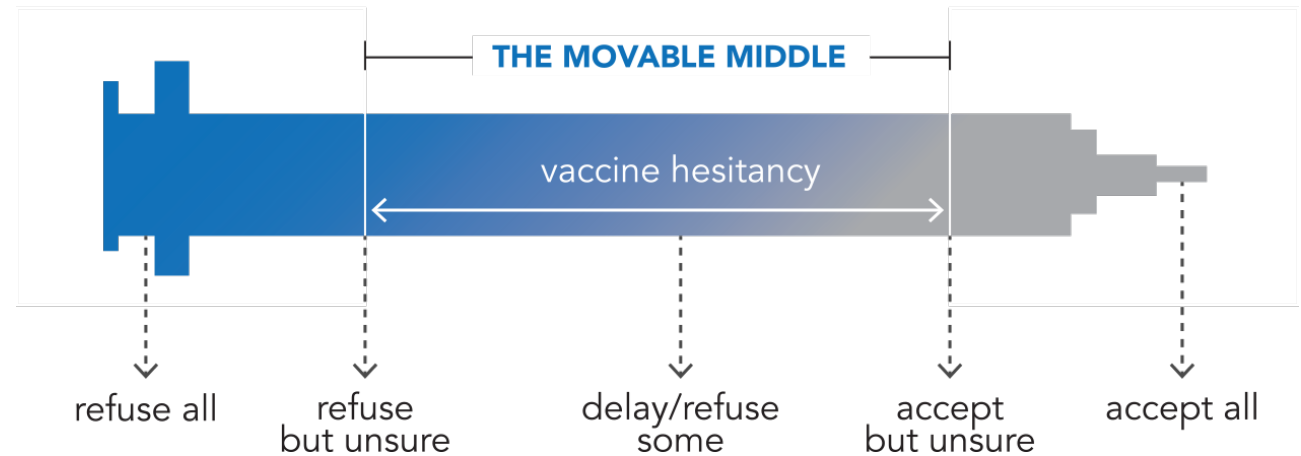 THE MOVABLE MIDDLE
vaccine hesitancy
refuse all
refuse
but unsure
delay/refuse
some
accept
but unsure
accept all